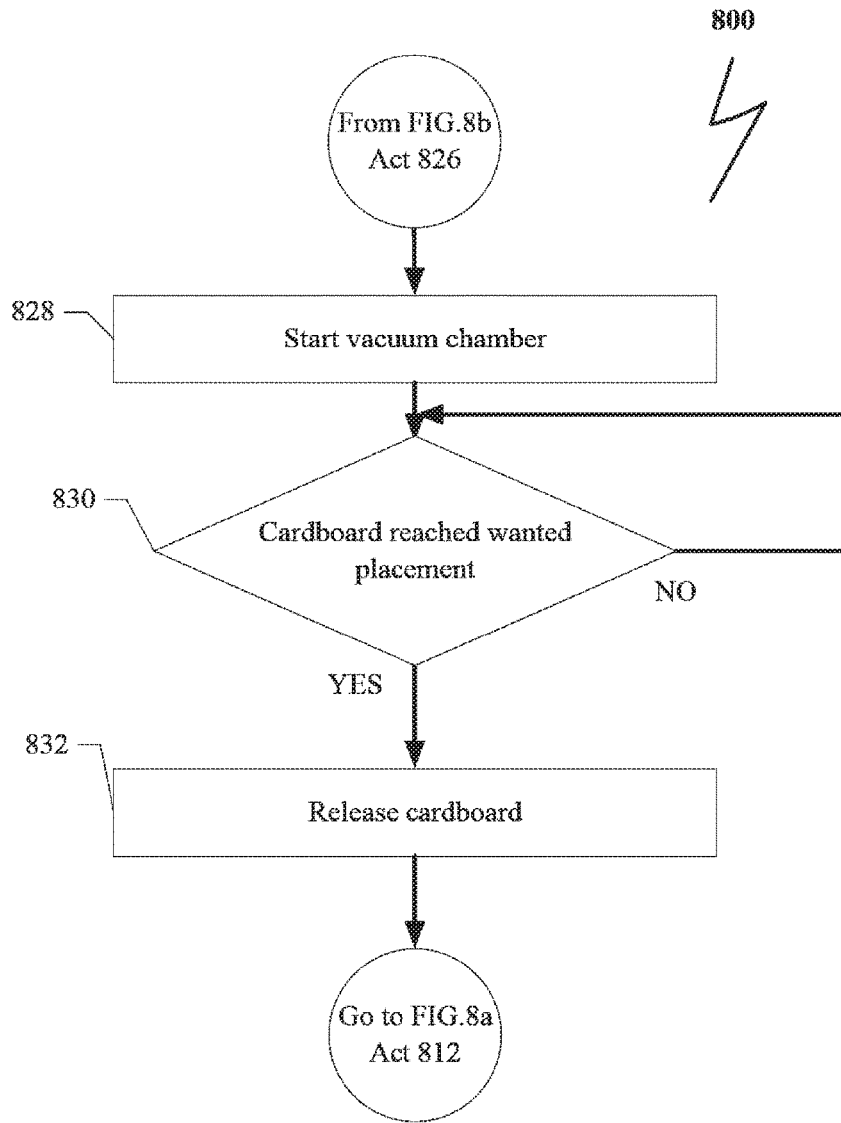 800
From FIG.8b
Act 826
828
Start vacuum chamber
830
Cardboard reached wanted
placement
NO
YES
832
Release cardboard
Go to FIG.8a
Act 812